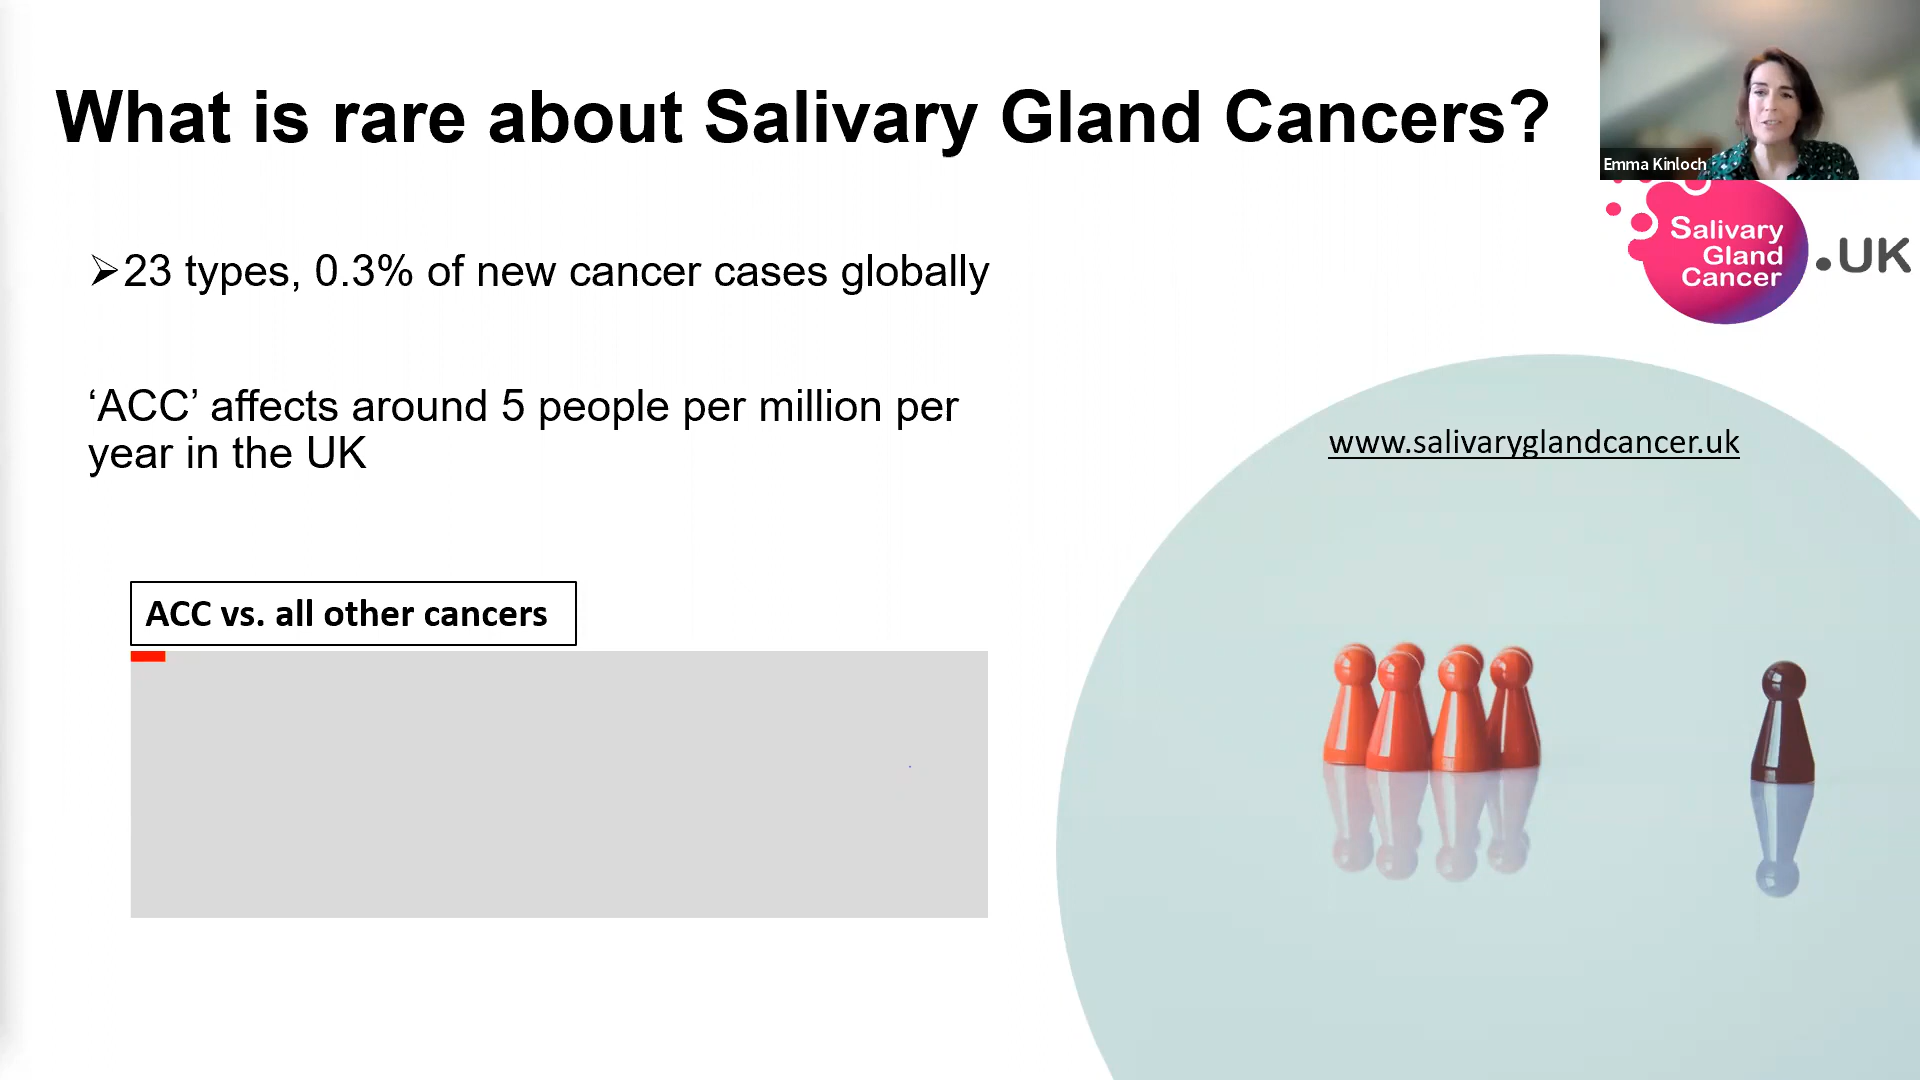 What is rare about Salivary Gland Cancers?
Emma Kinloch
Salivary
Gland
Cancer
.UK
➢23 types, 0.3% of new cancer cases globally
‘ACC’ affects around 5 people per million per
year in the UK
www.salivaryglandcancer.uk
ACC vs. all other cancers